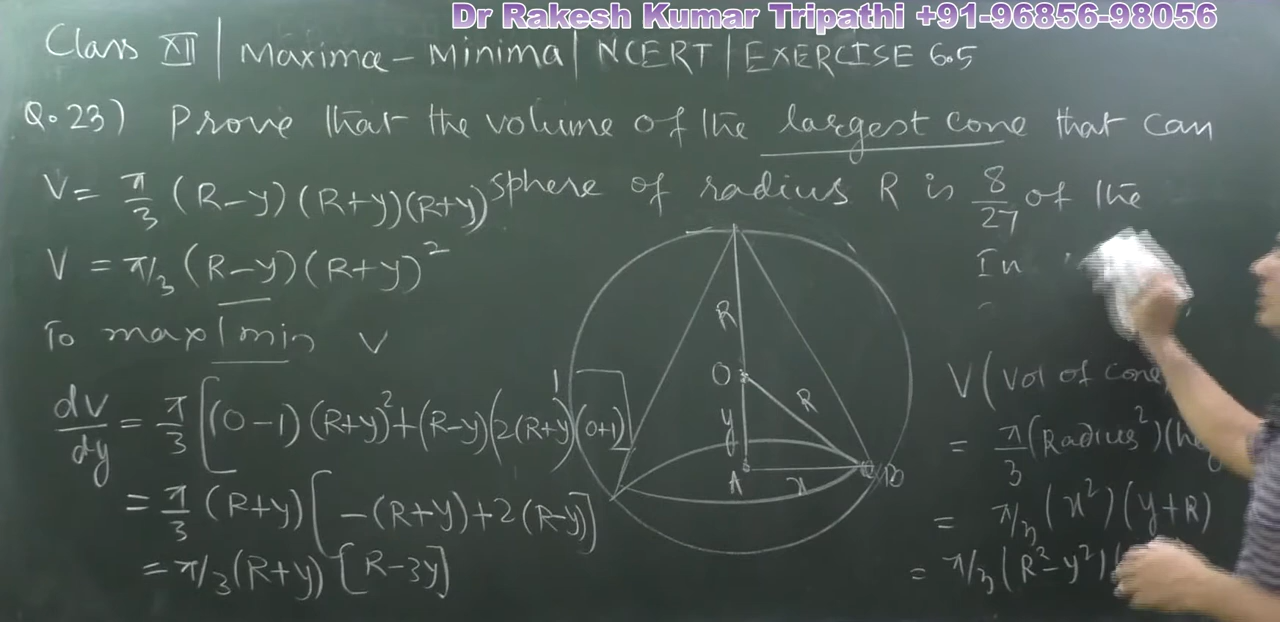 Dr Rakesh Kumar Tripathi +91-96856-98056
Class XII | Maxima - Minima | NCERT | EXERCISE 6.5
Q.23) Prove that the volume of the largest cone that can
sphere of radius R is 8/27 of the
V = π/3 (R-y)(R+y)(R+y)
V = π/3 (R-y)(R+y)²
To max/min V
dv/dy = π/3 [(0-1)(R+y)²+(R-y)(2(R+y)¹)(0+1)]
= π/3 (R+y)[-(R+y)+2(R-y)]
= π/3 (R+y)[R-3y]
R
O
R
y
A
x
B
In
V(Vol of cone
= π/3 (Radius²)(he
= π/3 (x²)(y+R)
= π/3 (R²-y²)(